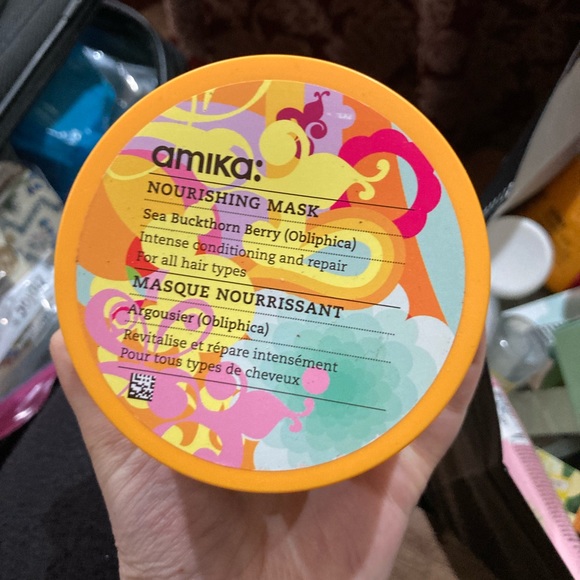 amika:
NOURISHING MASK
Sea Buckthorn Berry (Obliphica)
Intense conditioning and repair
For all hair types
MASQUE NOURRISSANT
Argousier (Obliphica)
Revitalise et répare intensément
Pour tous types de cheveux